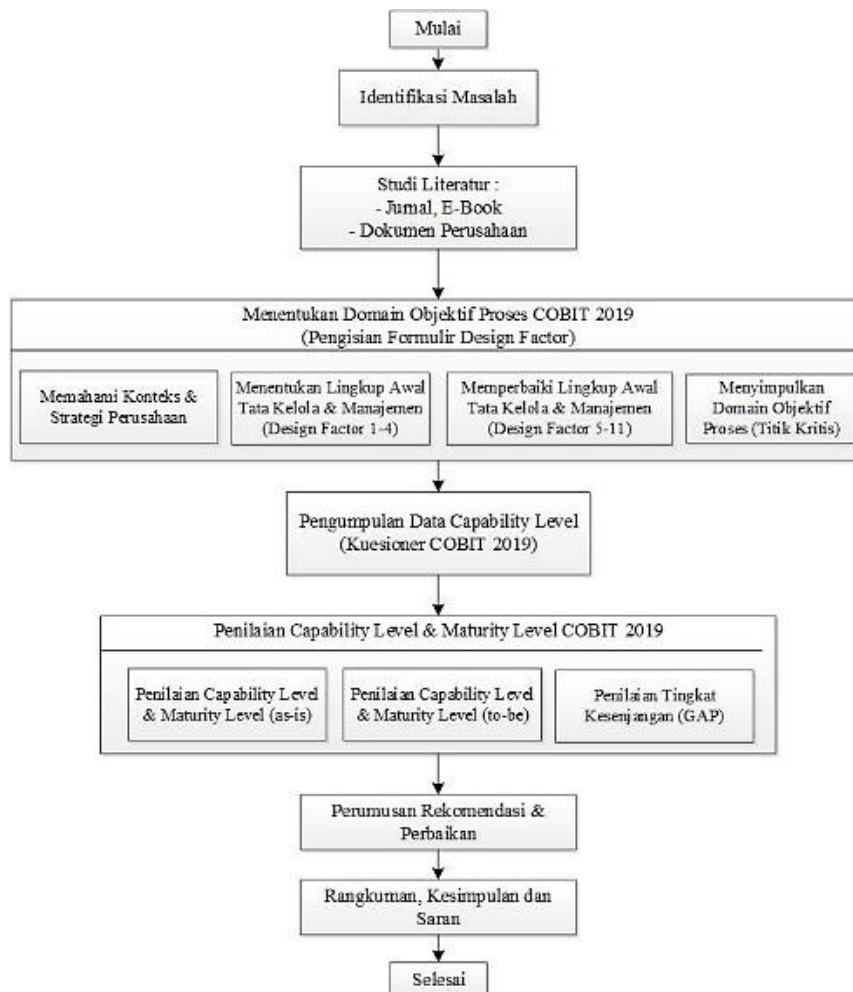 Mulai
Identifikasi Masalah
Studi Literatur :
- Jurnal, E-Book
- Dokumen Perusahaan
Menentukan Domain Objektif Proses COBIT 2019
(Pengisian Formulir Design Factor)
Memahami Konteks &
Strategi Perusahaan
Menentukan Lingkup Awal
Tata Kelola & Manajemen
(Design Factor 1-4)
Memperbaiki Lingkup Awal
Tata Kelola & Manajemen
(Design Factor 5-11)
Menyimpulkan
Domain Objektif
Proses (Titik Kritis)
Pengumpulan Data Capability Level
(Kuesioner COBIT 2019)
Penilaian Capability Level & Maturity Level COBIT 2019
Penilaian Capability Level
& Maturity Level (as-is)
Penilaian Capability Level
& Maturity Level (to-be)
Penilaian Tingkat
Kesenjangan (GAP)
Perumusan Rekomendasi &
Perbaikan
Rangkuman, Kesimpulan dan
Saran
Selesai